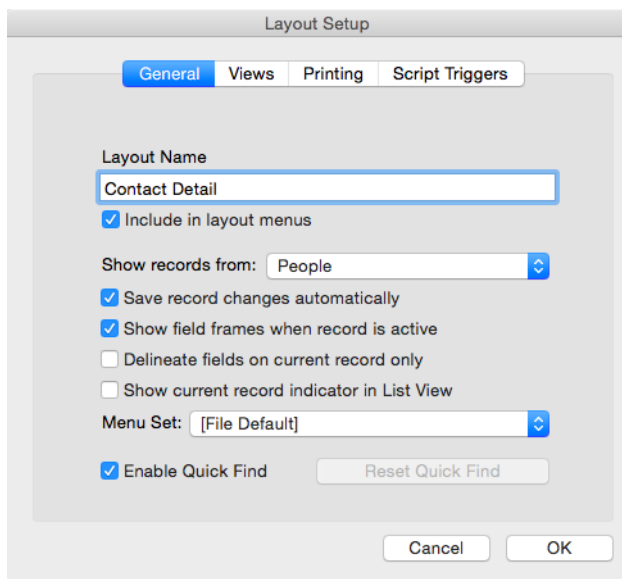 Layout Setup
General Views Printing Script Triggers
Layout Name
Contact Detail
Include in layout menus
Show records from: People
Save record changes automatically
Show field frames when record is active
Delineate fields on current record only
Show current record indicator in List View
Menu Set: [File Default]
Enable Quick Find Reset Quick Find
Cancel OK